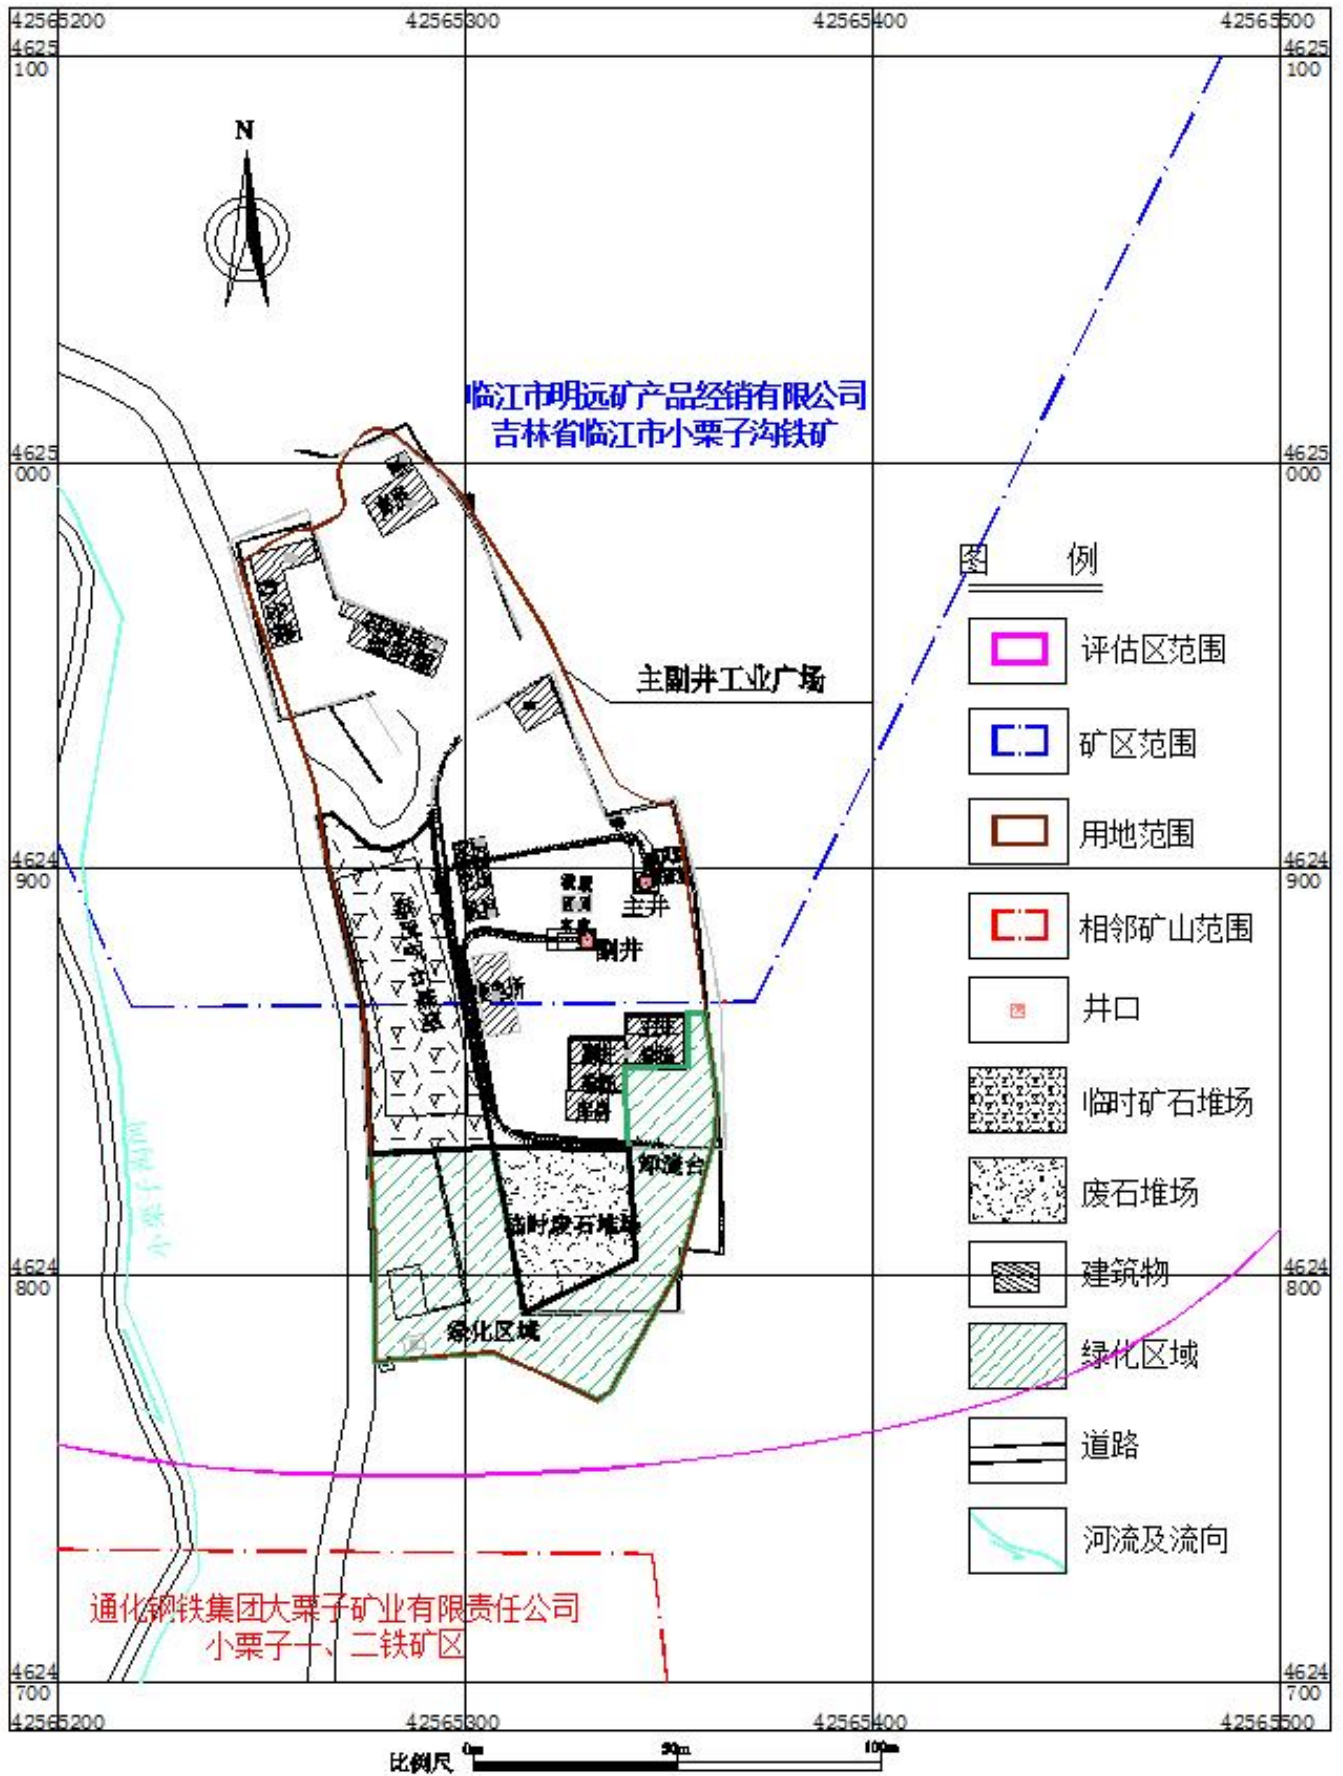 42565200 42565300 42565400 42565500
4625
100
4625
100
N
临江市明远矿产品经销有限公司
吉林省临江市小栗子沟铁矿
4625
000
4625
000
图 例
评估区范围
主副井工业广场
矿区范围
用地范围
4624
900
4624
900
主井
相邻矿山范围
副井
井口
临时矿石堆场
卸渣台
废石堆场
临时废石堆场
小栗子河
4624
800
4624
800
建筑物
绿化区域
绿化区域
道路
河流及流向
通化钢铁集团大栗子矿业有限责任公司
小栗子一、二铁矿区
4624
700
4624
700
42565200 42565300 42565400 42565500
比例尺 0m 50m 100m